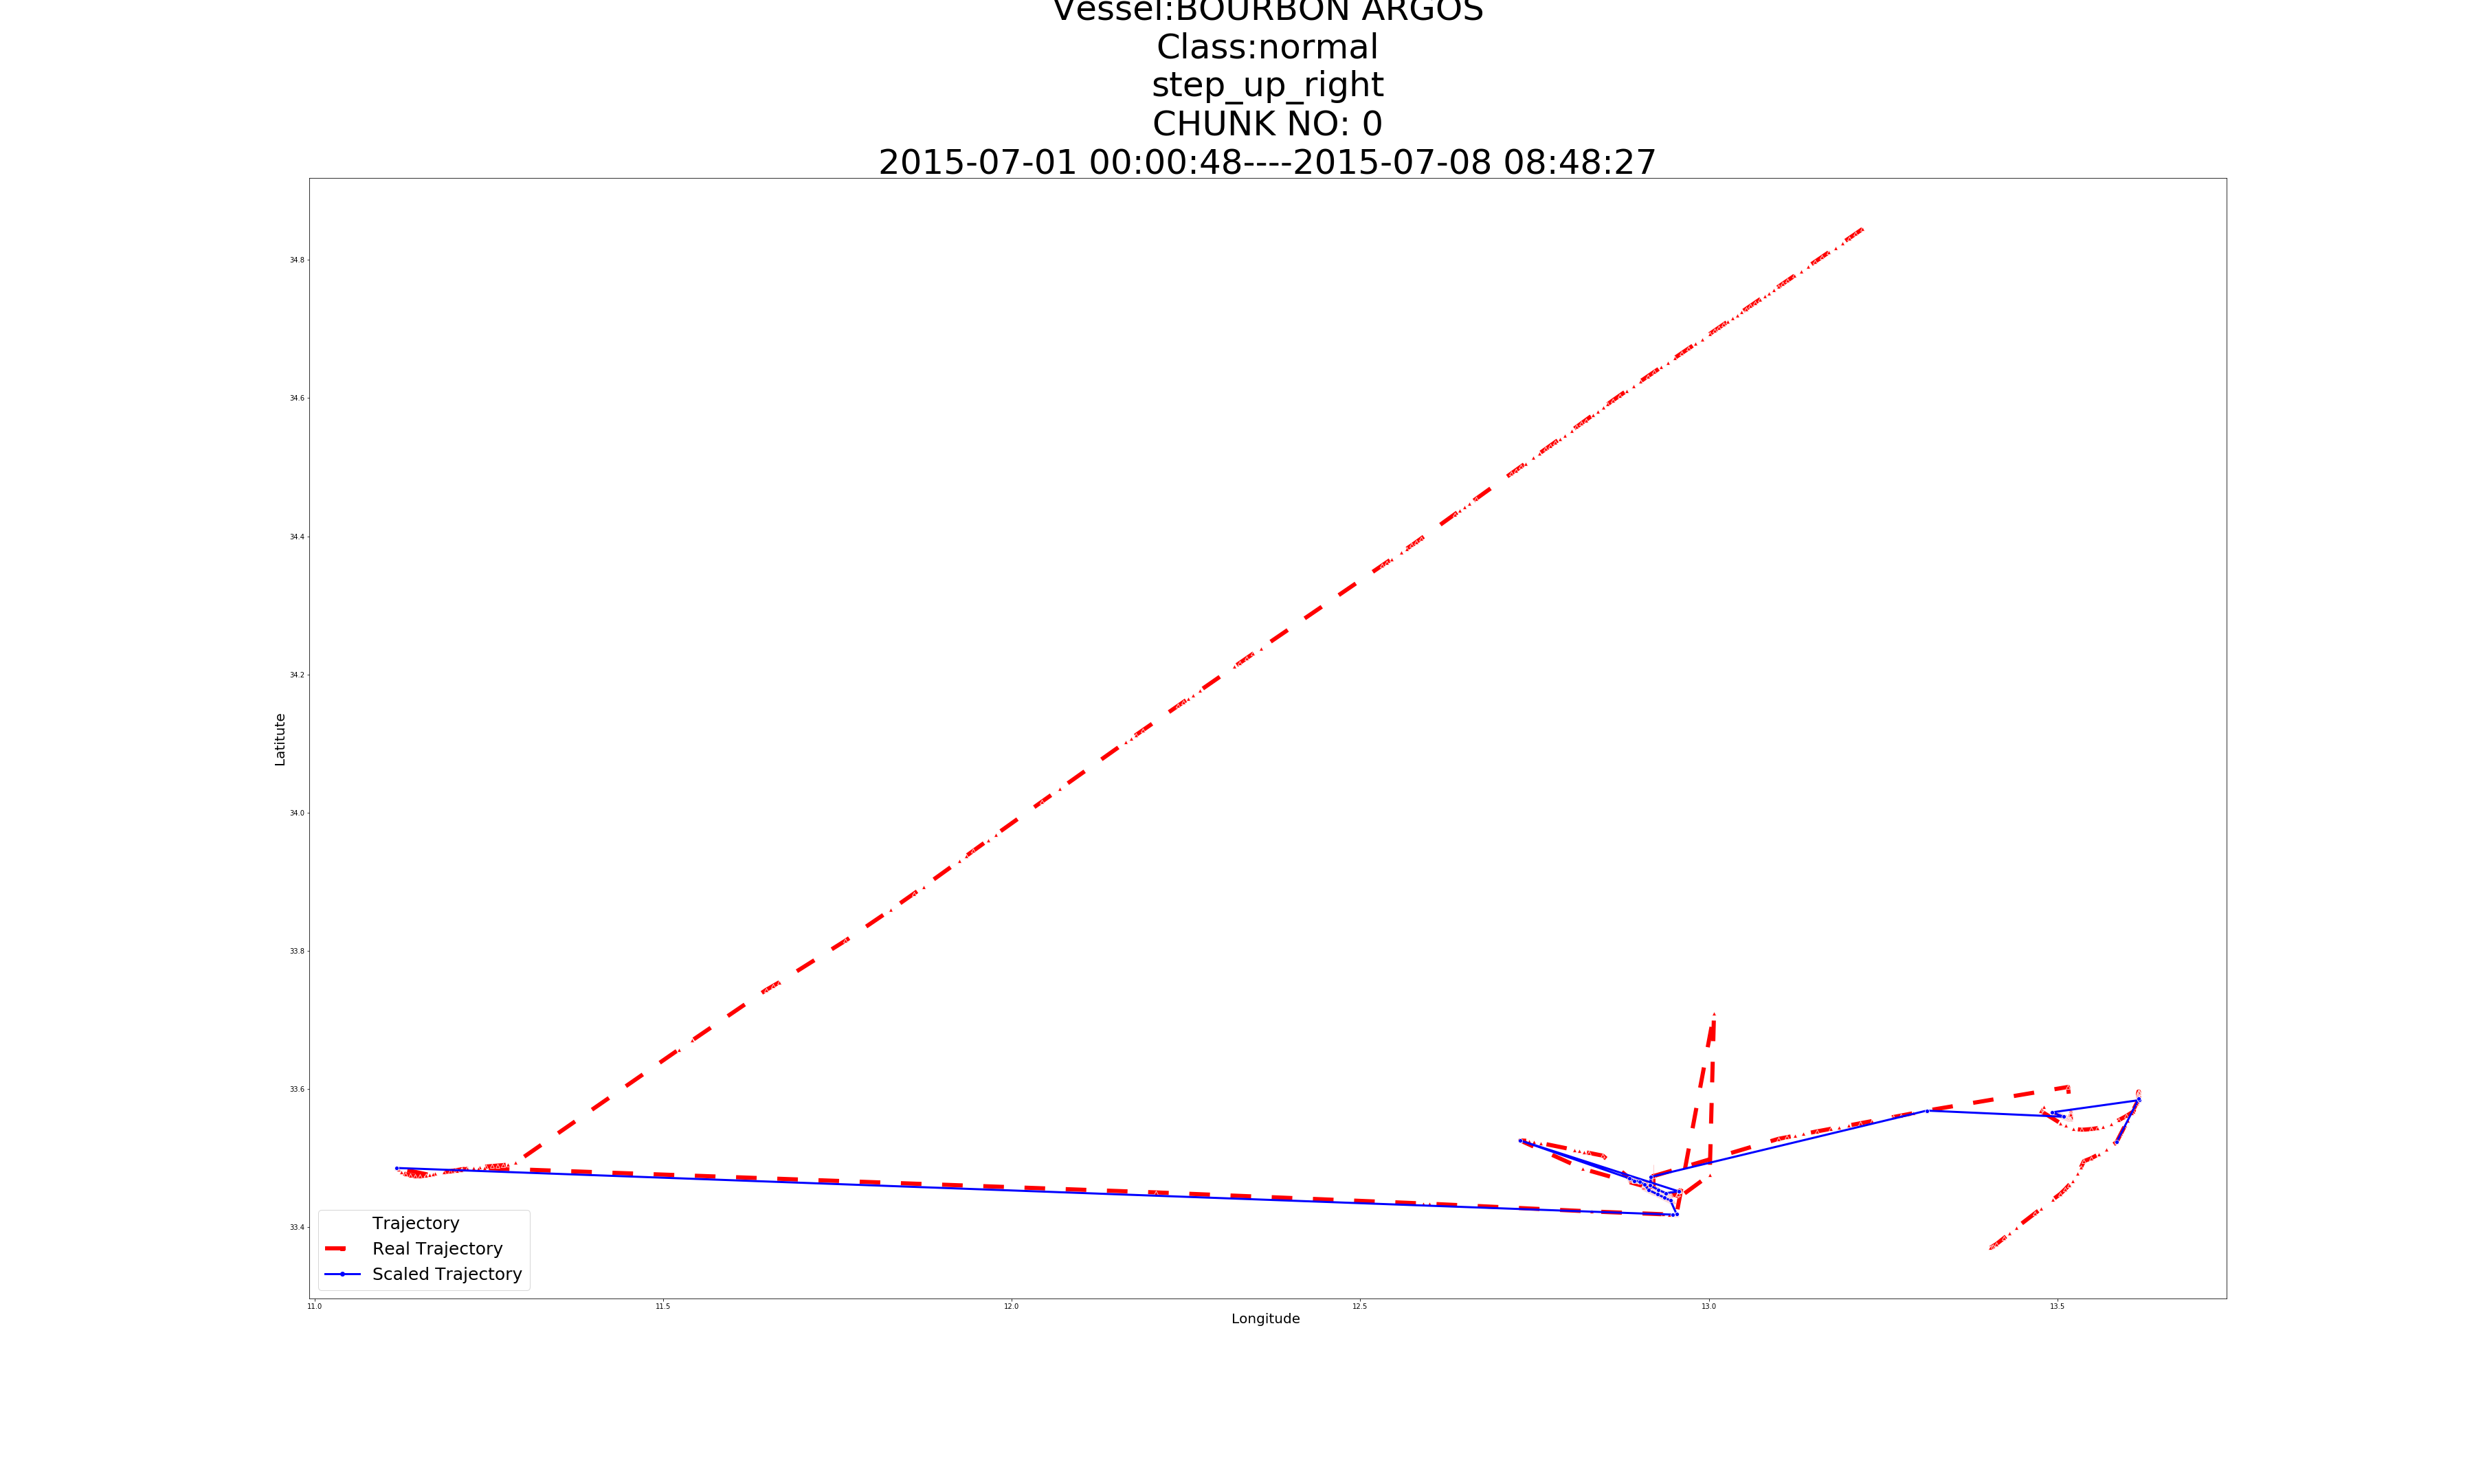 Vessel:BOURBON ARGOS
Class:normal
step_up_right
CHUNK NO: 0
2015-07-01 00:00:48----2015-07-08 08:48:27
34.8
34.6
34.4
34.2
34.0
33.8
33.6
33.4
Latitute
Trajectory
Real Trajectory
Scaled Trajectory
11.0
11.5
12.0
12.5
13.0
13.5
Longitude